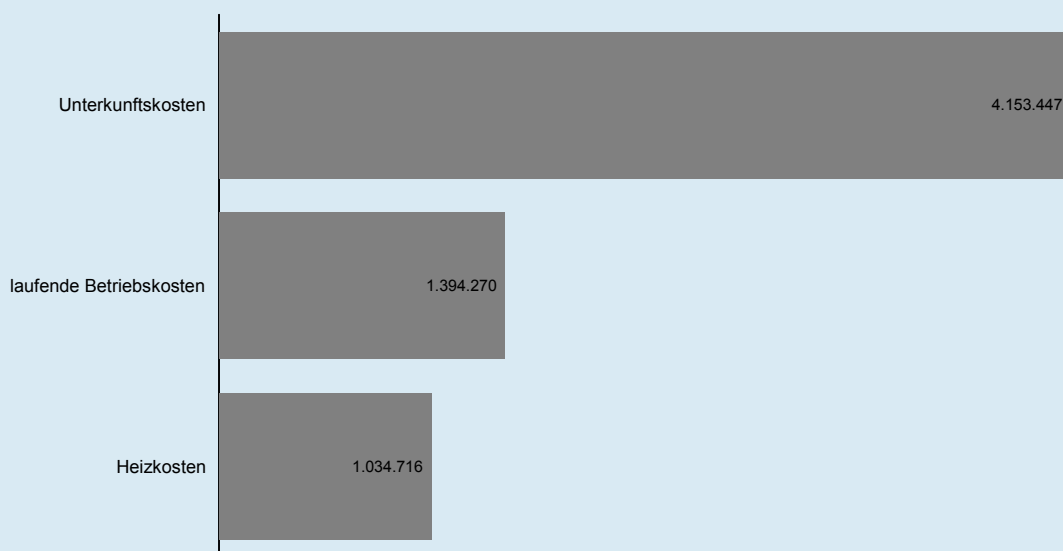 Unterkunftskosten
4.153.447
laufende Betriebskosten
1.394.270
Heizkosten
1.034.716